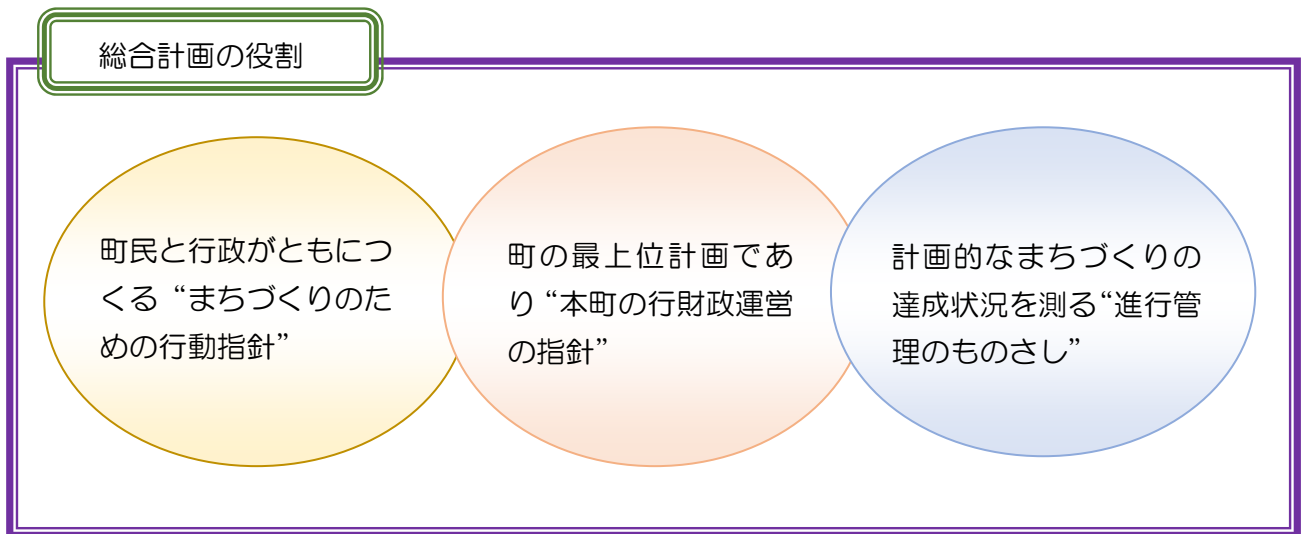 総合計画の役割
町民と行政がともにつ
くる“まちづくりのた
めの行動指針”
町の最上位計画であ
り“本町の行財政運営
の指針”
計画的なまちづくりの
達成状況を測る“進行管
理のものさし”